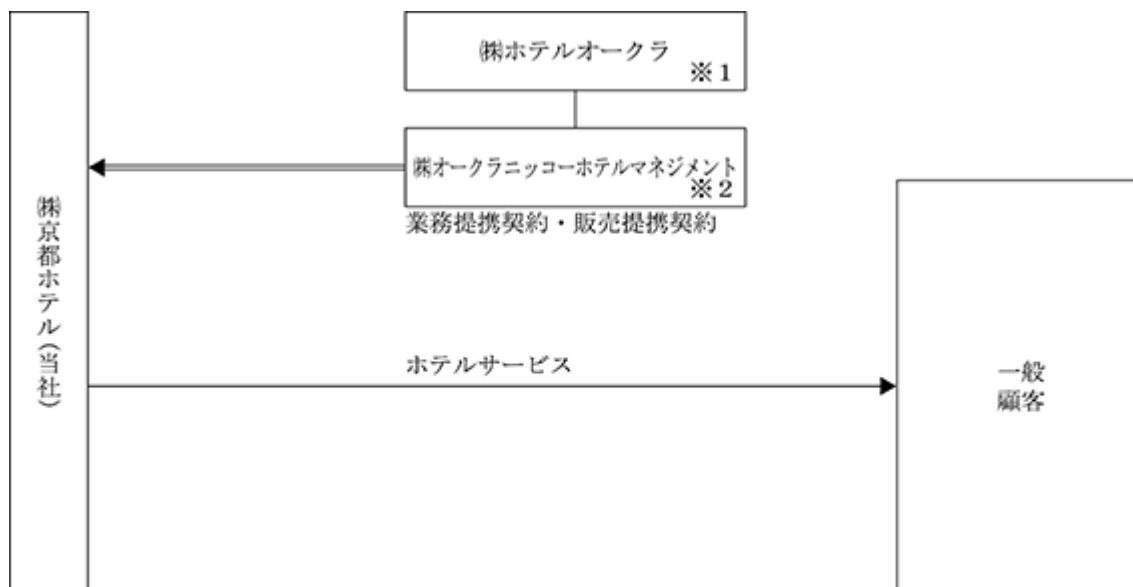 ㈱ホテルオークラ
※1
㈱オークラニッコーホテルマネジメント
※2
業務提携契約・販売提携契約
㈱京都ホテル(当社)
ホテルサービス
一般
顧客